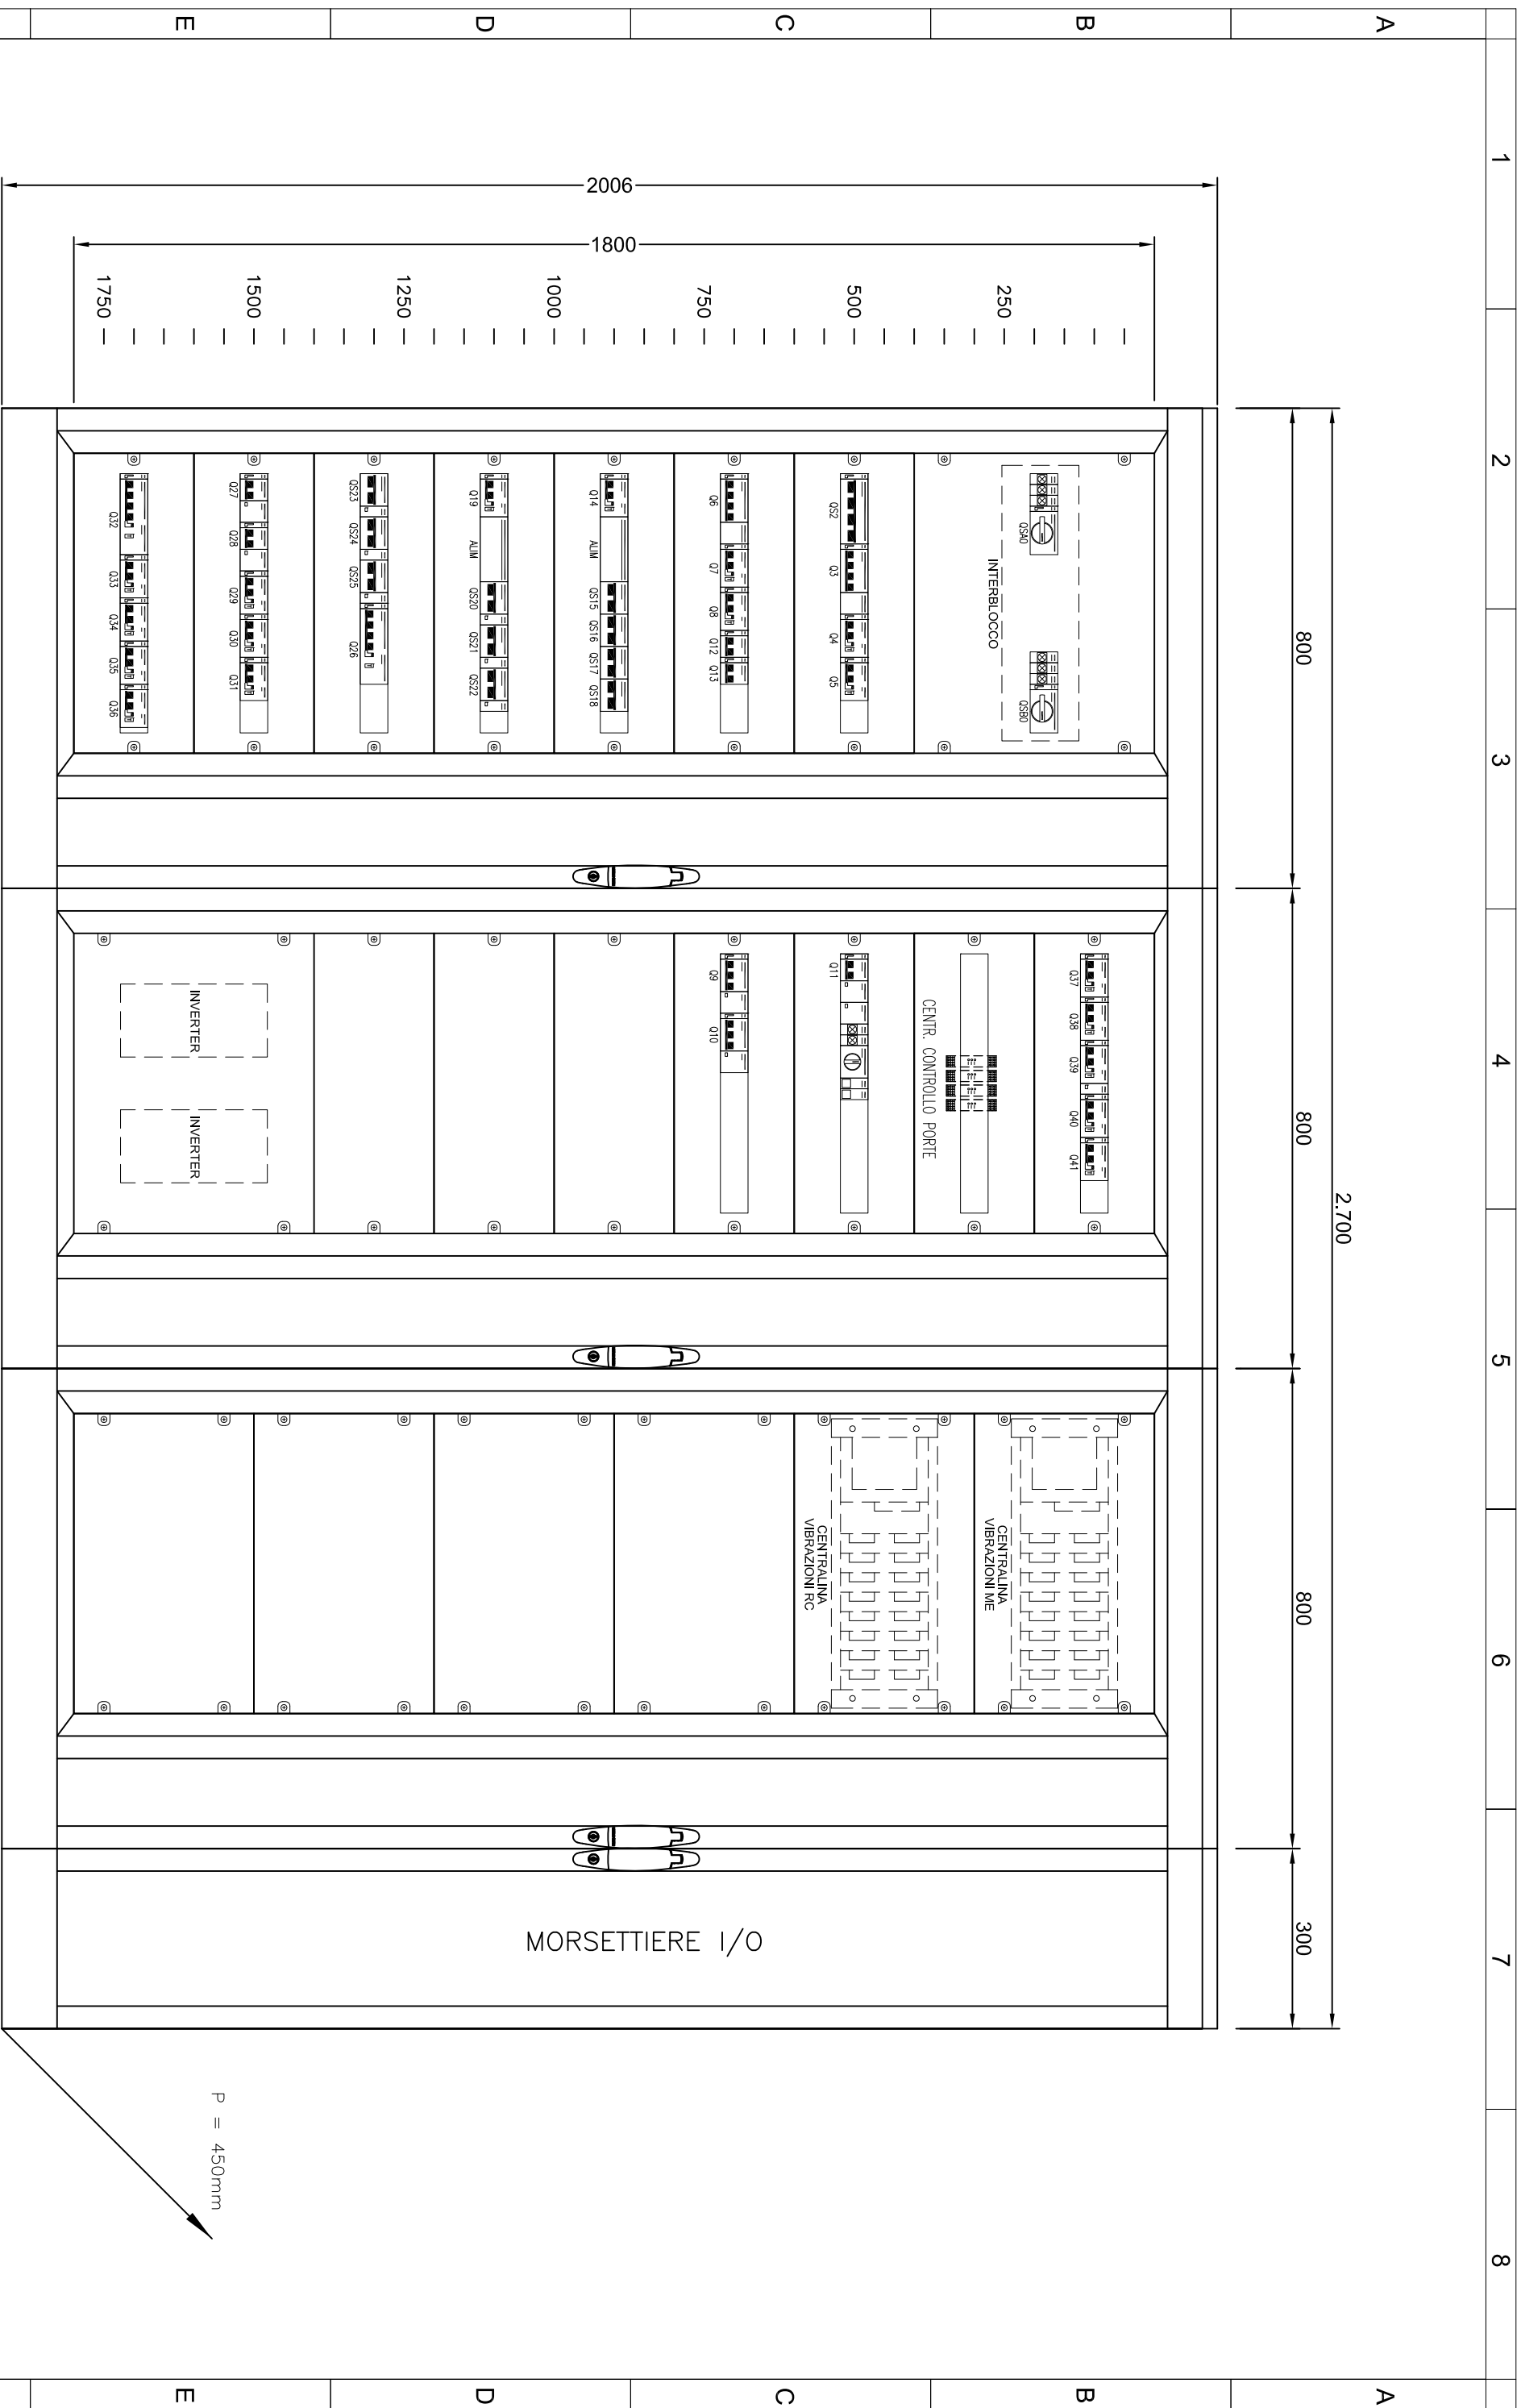 1 2 3 4 5 6 7 8
A
B
C
D
E
A
B
C
D
E
2.700
800 800 800 300
2006
1800
250
500
750
1000
1250
1500
1750
QSA0 QSB0
INTERBLOCCO
QS2 Q3 Q4 Q5
Q6 Q7 Q8 Q12 Q13
Q14 ALIM QS15 QS16 QS17 QS18
Q19 ALIM QS20 QS21 QS22
QS23 QS24 QS25 Q26
Q27 Q28 Q29 Q30 Q31
Q32 Q33 Q34 Q35 Q36
Q37 Q38 Q39 Q40 Q41
CENTR. CONTROLLO PORTE
Q11
Q9 Q10
INVERTER INVERTER
CENTRALINA
VIBRAZIONI ME
CENTRALINA
VIBRAZIONI RC
MORSETTIERE I/O
P = 450mm